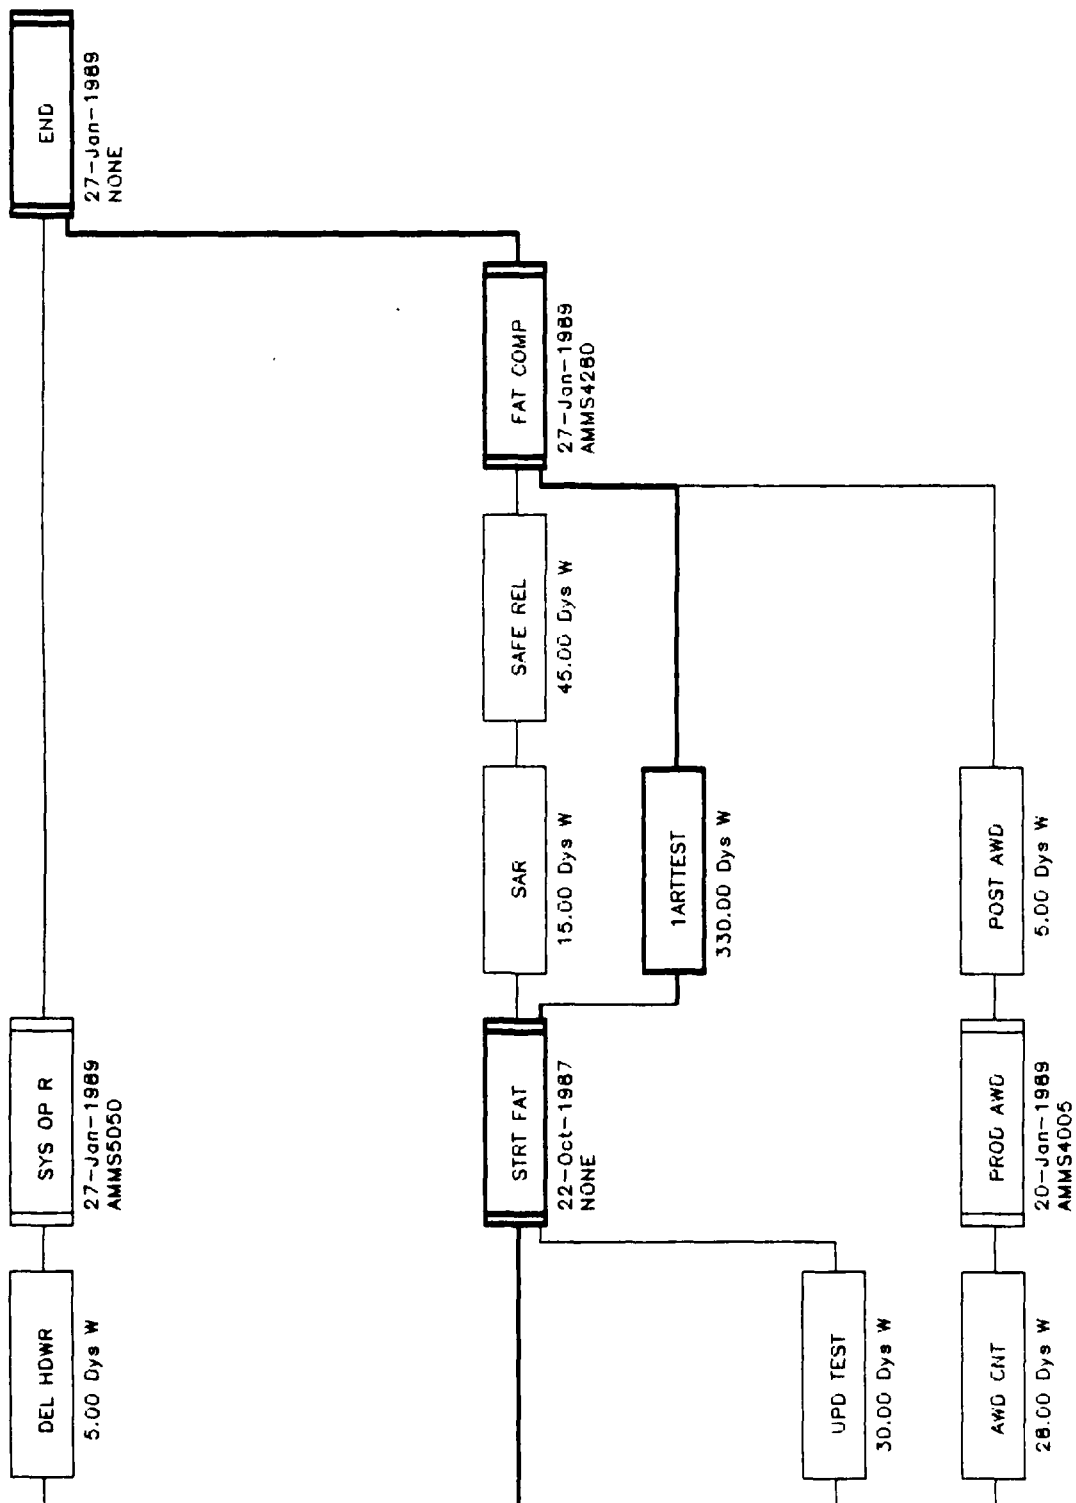 DEL HDWR
5.00 Dys W
SYS OP R
27-Jan-1989
AMMS5050
END
27-Jan-1989
NONE
STRT FAT
22-Oct-1987
NONE
SAR
15.00 Dys W
SAFE REL
45.00 Dys W
FAT COMP
27-Jan-1989
AMMS4280
1ARTTEST
330.00 Dys W
UPD TEST
30.00 Dys W
AWD CNT
28.00 Dys W
PROD AWD
20-Jan-1989
AMMS4005
POST AWD
5.00 Dys W